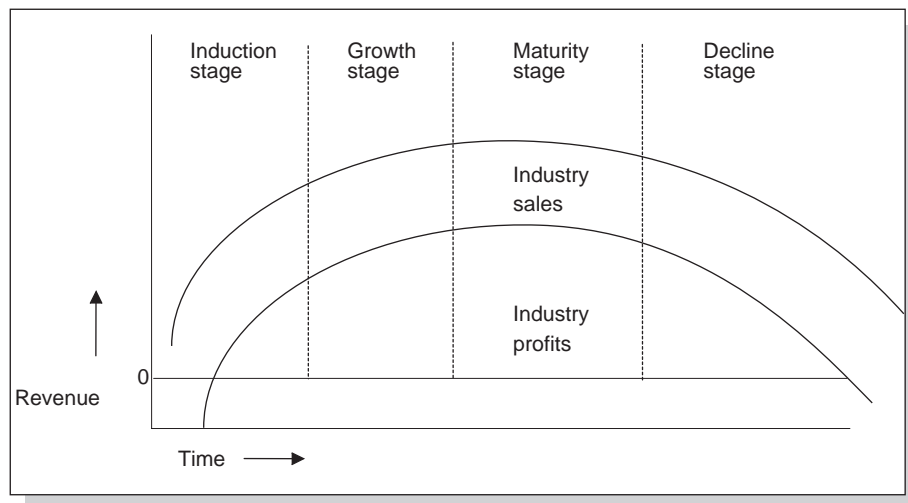 Induction
stage
Growth
stage
Maturity
stage
Decline
stage
Industry
sales
Industry
profits
0
Revenue
Time